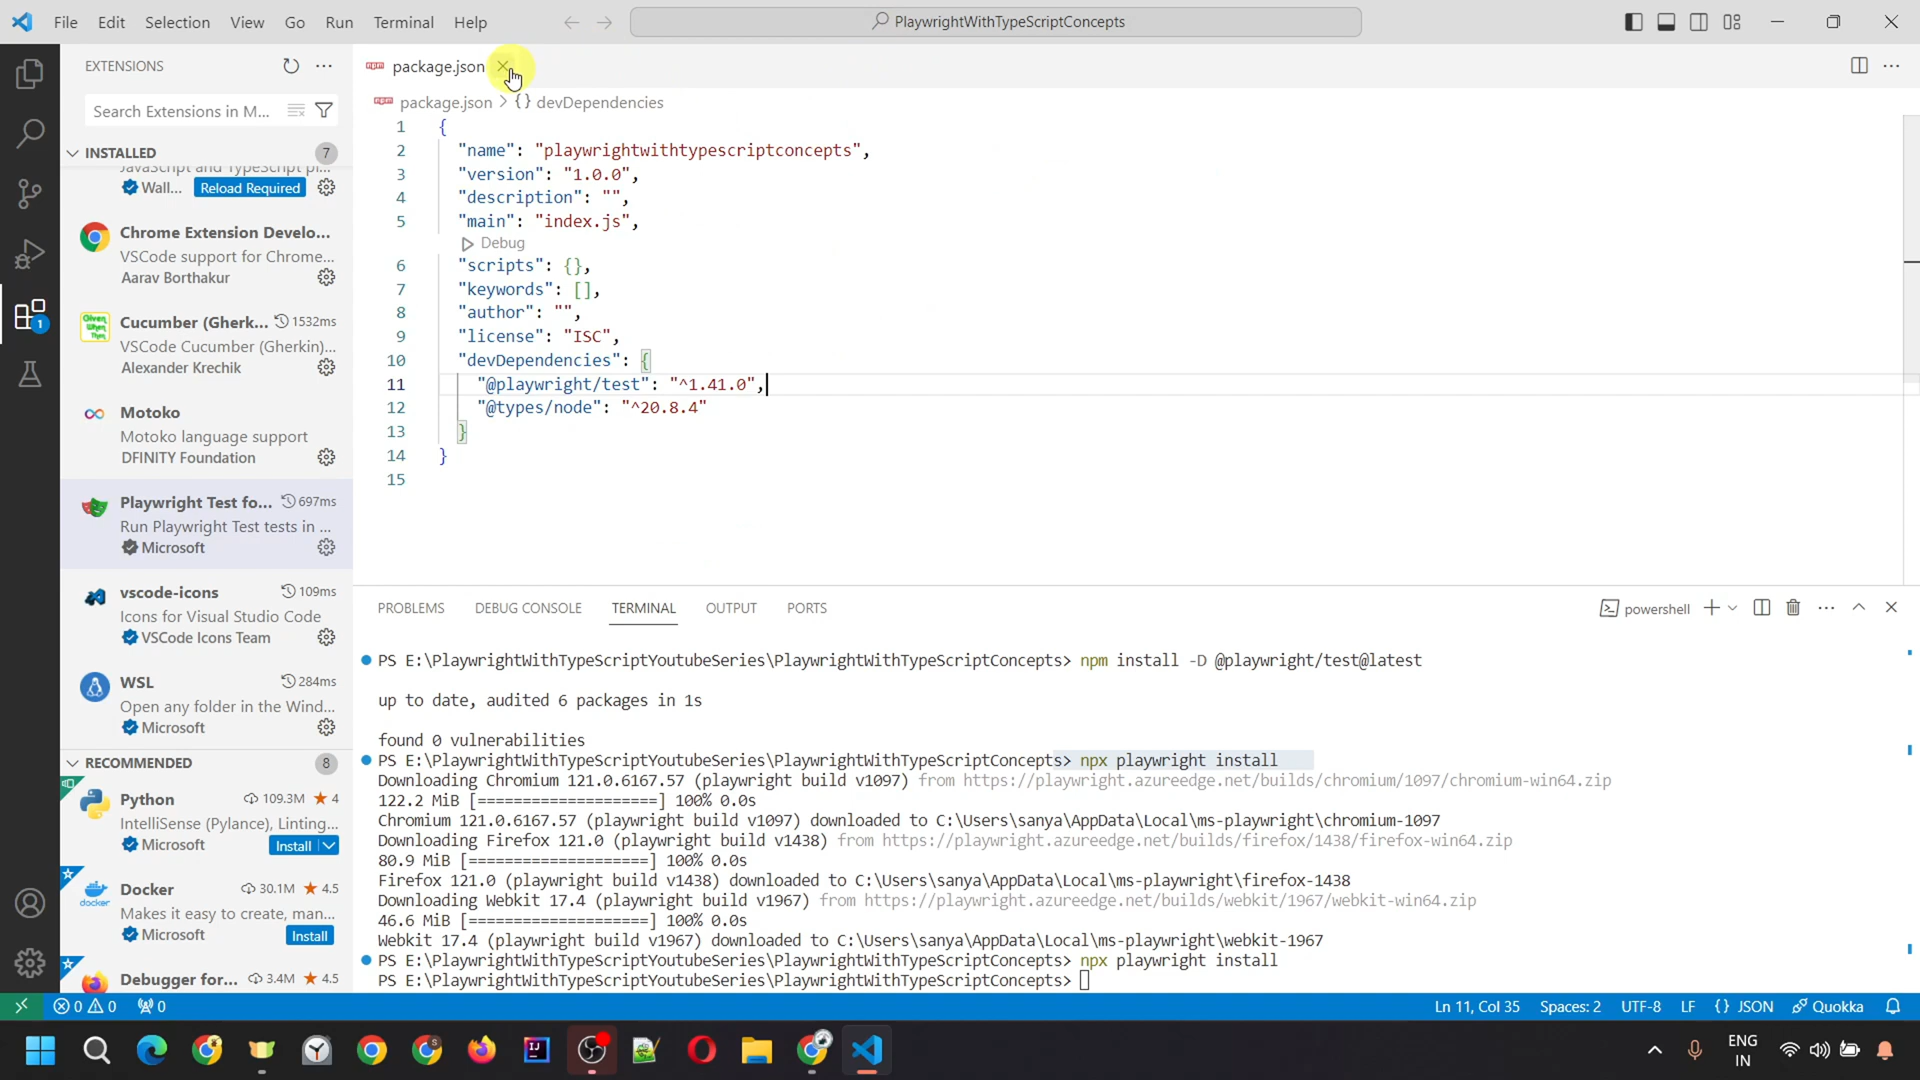 File Edit Selection View Go Run Terminal Help
PlaywrightWithTypeScriptConcepts
EXTENSIONS
Search Extensions in M...
INSTALLED 7
JavaScript and TypeScript pl...
Wall... Reload Required
Chrome Extension Develo...
VSCode support for Chrome...
Aarav Borthakur
Cucumber (Gherk... 1532ms
VSCode Cucumber (Gherkin)...
Alexander Krechik
Motoko
Motoko language support
DFINITY Foundation
Playwright Test fo... 697ms
Run Playwright Test tests in ...
Microsoft
vscode-icons 109ms
Icons for Visual Studio Code
VSCode Icons Team
WSL 284ms
Open any folder in the Wind...
Microsoft
RECOMMENDED 8
Python 109.3M 4
IntelliSense (Pylance), Linting...
Microsoft Install
Docker 30.1M 4.5
Makes it easy to create, man...
Microsoft Install
Debugger for... 3.4M 4.5
1
package.json
package.json > {} devDependencies
1 {
2 "name": "playwrightwithtypescriptconcepts",
3 "version": "1.0.0",
4 "description": "",
5 "main": "index.js",
Debug
6 "scripts": {},
7 "keywords": [],
8 "author": "",
9 "license": "ISC",
10 "devDependencies": {
11 "@playwright/test": "^1.41.0",
12 "@types/node": "^20.8.4"
13 }
14 }
15
PROBLEMS DEBUG CONSOLE TERMINAL OUTPUT PORTS
powershell
PS E:\PlaywrightWithTypeScriptYoutubeSeries\PlaywrightWithTypeScriptConcepts> npm install -D @playwright/test@latest
up to date, audited 6 packages in 1s
found 0 vulnerabilities
PS E:\PlaywrightWithTypeScriptYoutubeSeries\PlaywrightWithTypeScriptConcepts> npx playwright install
Downloading Chromium 121.0.6167.57 (playwright build v1097) from https://playwright.azureedge.net/builds/chromium/1097/chromium-win64.zip
122.2 MiB [====================] 100% 0.0s
Chromium 121.0.6167.57 (playwright build v1097) downloaded to C:\Users\sanya\AppData\Local\ms-playwright\chromium-1097
Downloading Firefox 121.0 (playwright build v1438) from https://playwright.azureedge.net/builds/firefox/1438/firefox-win64.zip
80.9 MiB [====================] 100% 0.0s
Firefox 121.0 (playwright build v1438) downloaded to C:\Users\sanya\AppData\Local\ms-playwright\firefox-1438
Downloading Webkit 17.4 (playwright build v1967) from https://playwright.azureedge.net/builds/webkit/1967/webkit-win64.zip
46.6 MiB [====================] 100% 0.0s
Webkit 17.4 (playwright build v1967) downloaded to C:\Users\sanya\AppData\Local\ms-playwright\webkit-1967
PS E:\PlaywrightWithTypeScriptYoutubeSeries\PlaywrightWithTypeScriptConcepts> npx playwright install
PS E:\PlaywrightWithTypeScriptYoutubeSeries\PlaywrightWithTypeScriptConcepts>
0 0 0 Ln 11, Col 35 Spaces: 2 UTF-8 LF {} JSON Quokka
ENG
IN